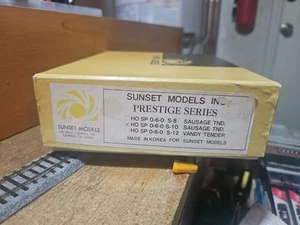 SUNSET MODELS INC.
PRESTIGE SERIES
HO SP 0-6-0 S-8 SAUSAGE TND.
HO SP 0-6-0 S-10 SAUSAGE TND.
HO SP 0-6-0 S-12 VANDY TENDER
MADE IN KOREA FOR SUNSET MODELS
SUNSET MODELS